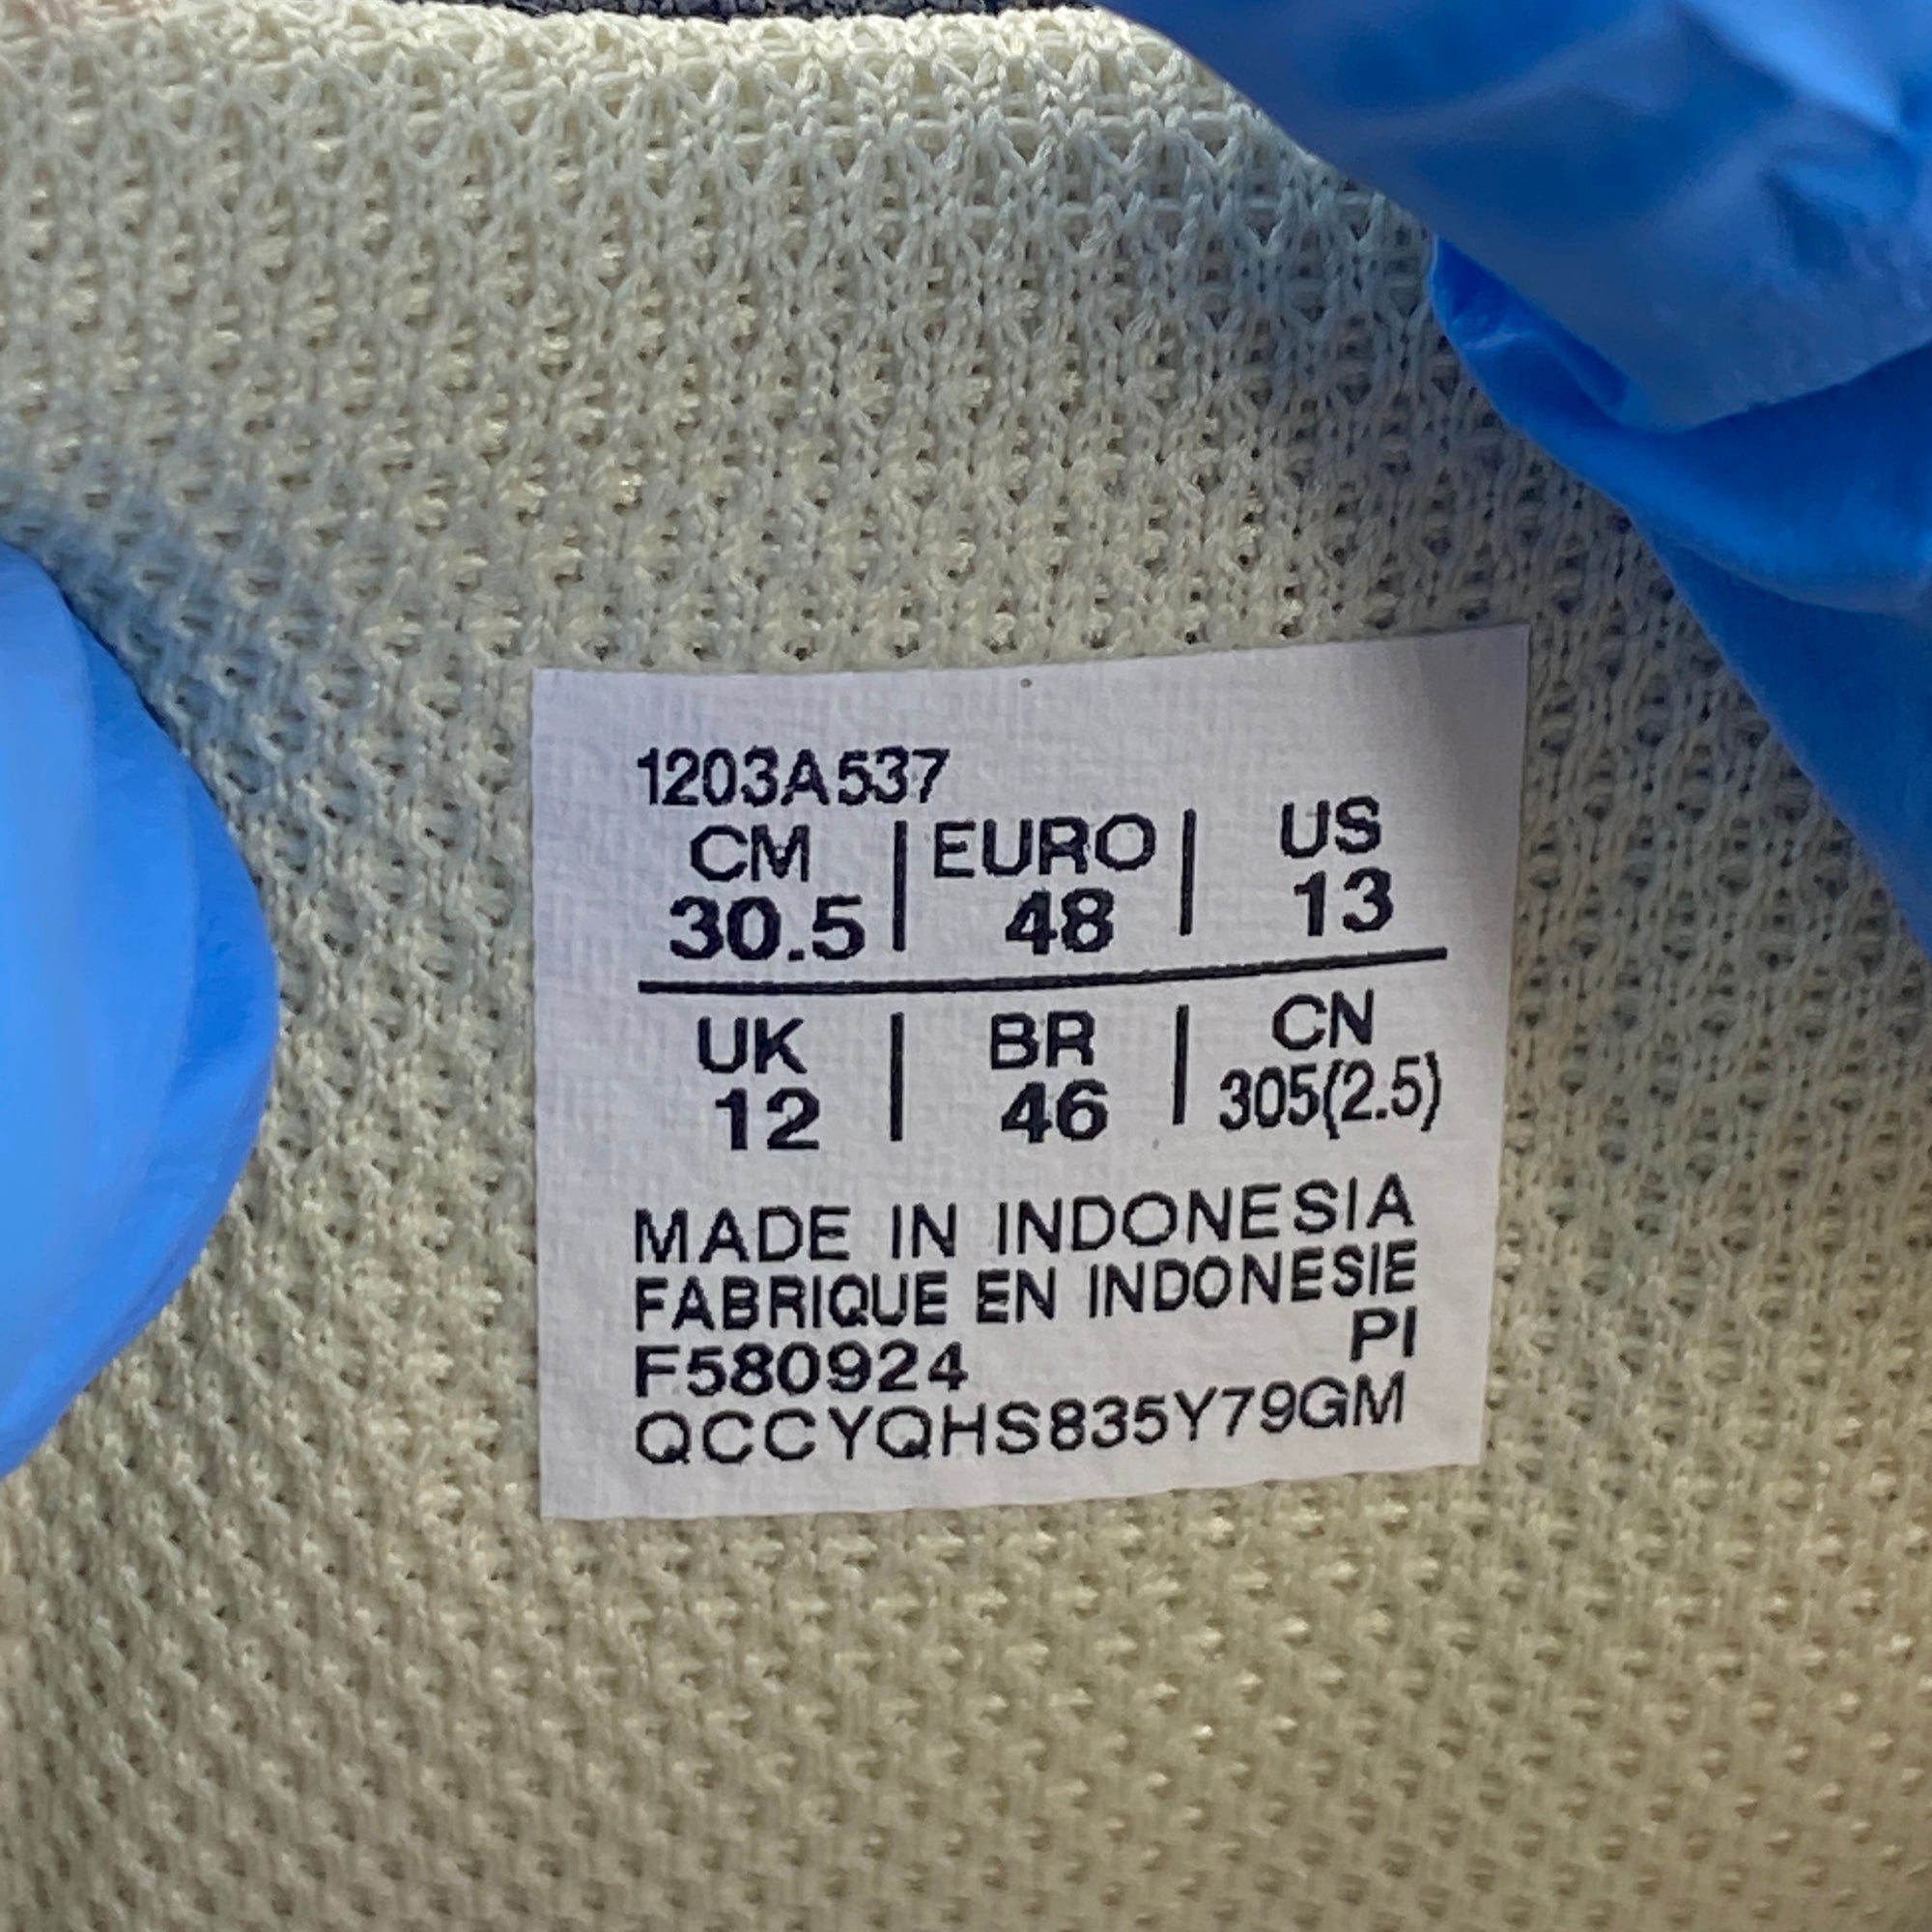 1203A537
CM | EURO | US
30.5 | 48 | 13
UK | BR | CN
12 | 46 | 305(2.5)
MADE IN INDONESIA
FABRIQUE EN INDONESIE
PI
F580924
QCCYQHS835Y79GM